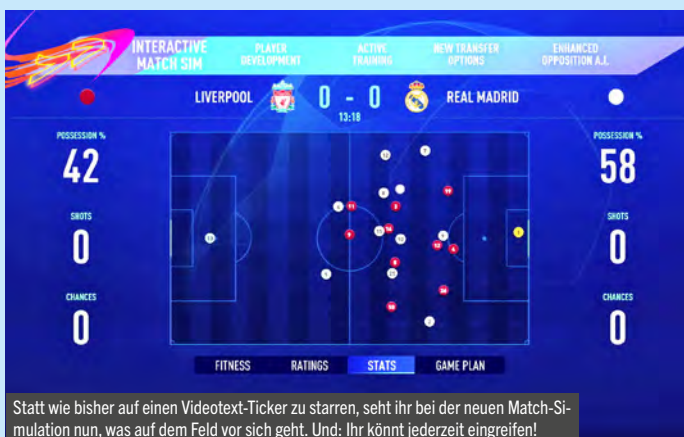 INTERACTIVE
MATCH SIM
PLAYER
DEVELOPMENT
ACTIVE
TRAINING
NEW TRANSFER
OPTIONS
ENHANCED
OPPOSITION A.I.
LIVERPOOL 0 - 0 REAL MADRID
13:18
POSSESSION %
42
SHOTS
0
CHANCES
0
POSSESSION %
58
SHOTS
0
CHANCES
0
FITNESS RATINGS STATS GAME PLAN
Statt wie bisher auf einen Videotext-Ticker zu starren, seht ihr bei der neuen Match-Si-
mulation nun, was auf dem Feld vor sich geht. Und: Ihr könnt jederzeit eingreifen!